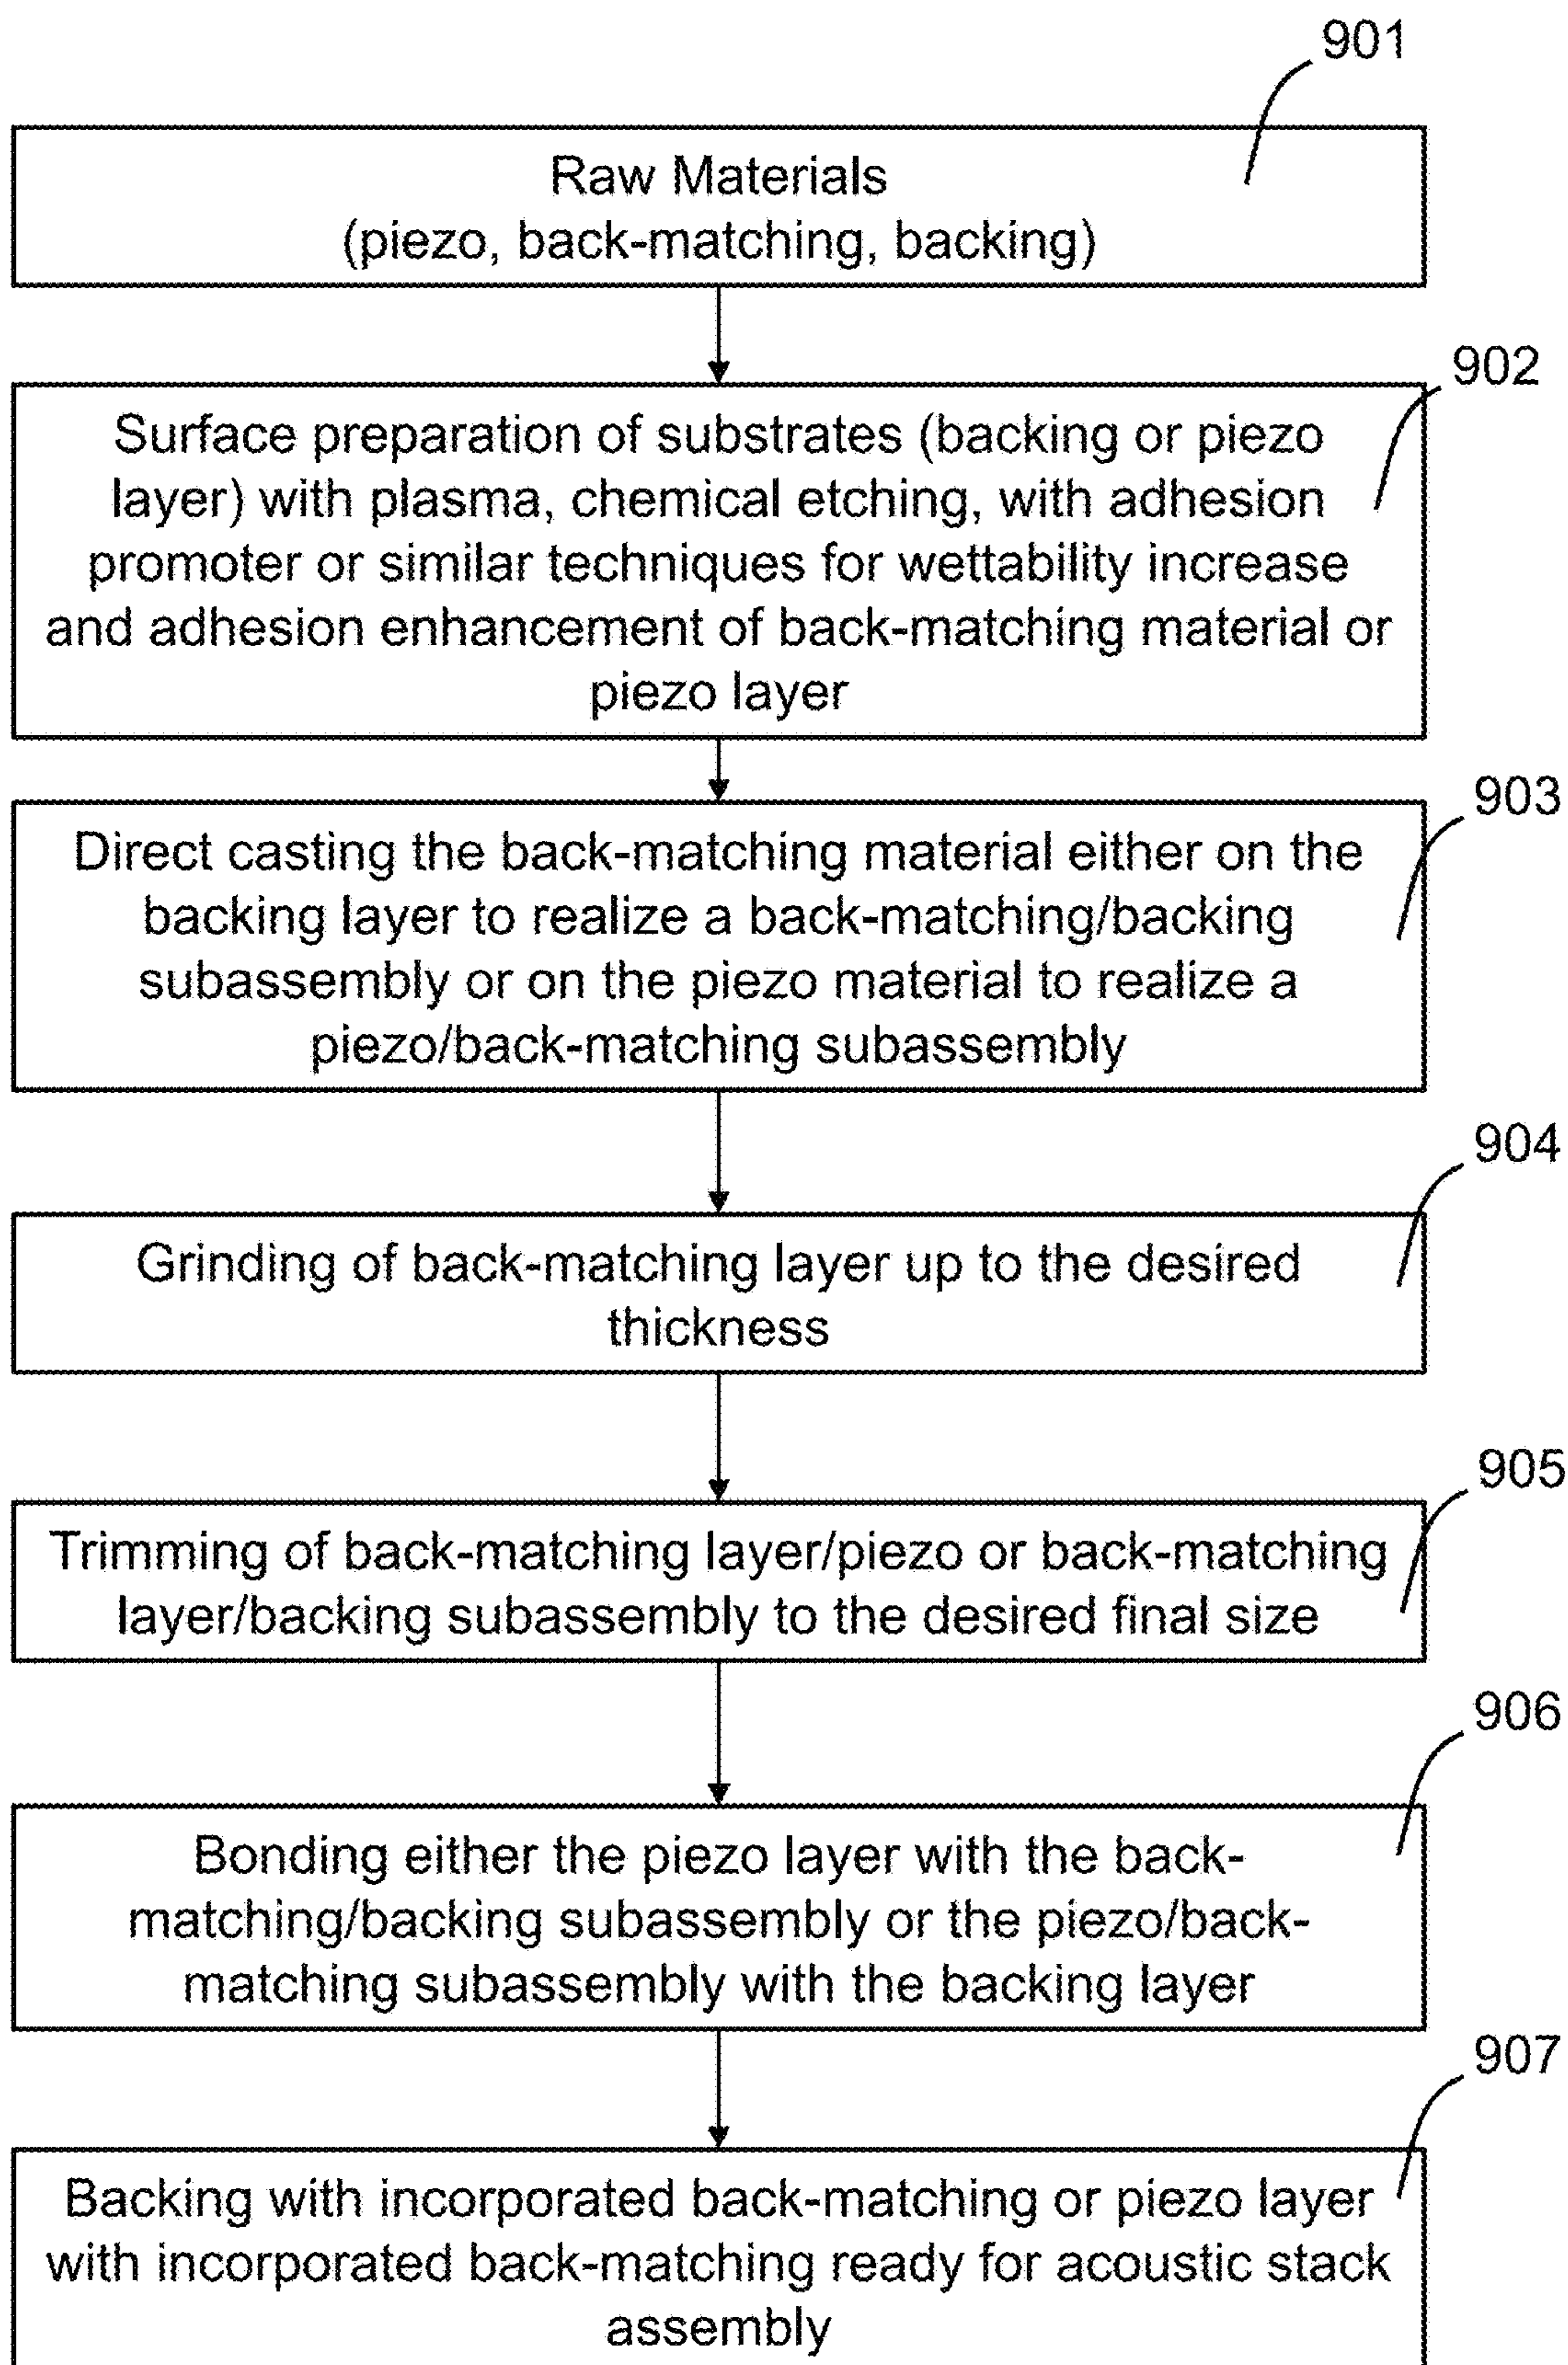 901
Raw Materials
(piezo, back-matching, backing)
902
Surface preparation of substrates (backing or piezo
layer) with plasma, chemical etching, with adhesion
promoter or similar techniques for wettability increase
and adhesion enhancement of back-matching material or
piezo layer
903
Direct casting the back-matching material either on the
backing layer to realize a back-matching/backing
subassembly or on the piezo material to realize a
piezo/back-matching subassembly
904
Grinding of back-matching layer up to the desired
thickness
905
Trimming of back-matching layer/piezo or back-matching
layer/backing subassembly to the desired final size
906
Bonding either the piezo layer with the back-
matching/backing subassembly or the piezo/back-
matching subassembly with the backing layer
907
Backing with incorporated back-matching or piezo layer
with incorporated back-matching ready for acoustic stack
assembly